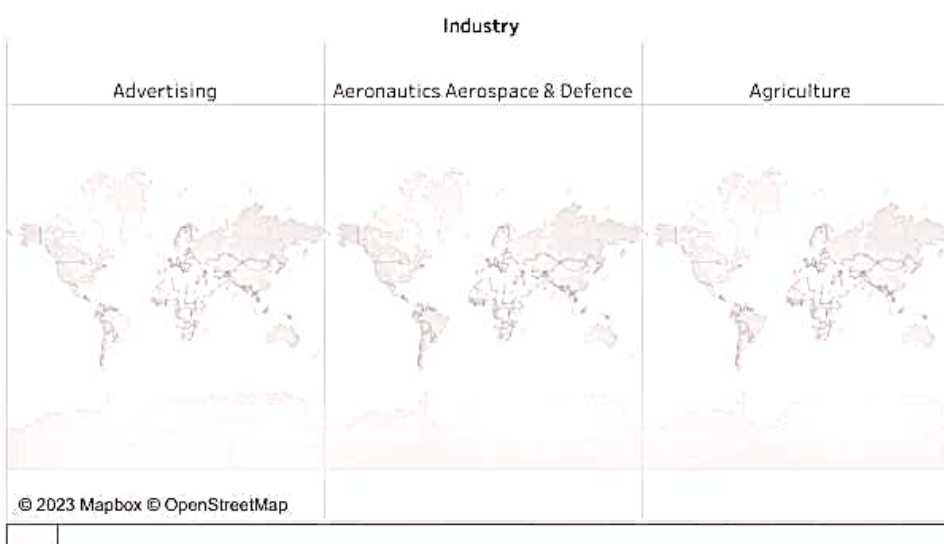 Industry
Advertising
Aeronautics Aerospace & Defence
Agriculture
© 2023 Mapbox © OpenStreetMap